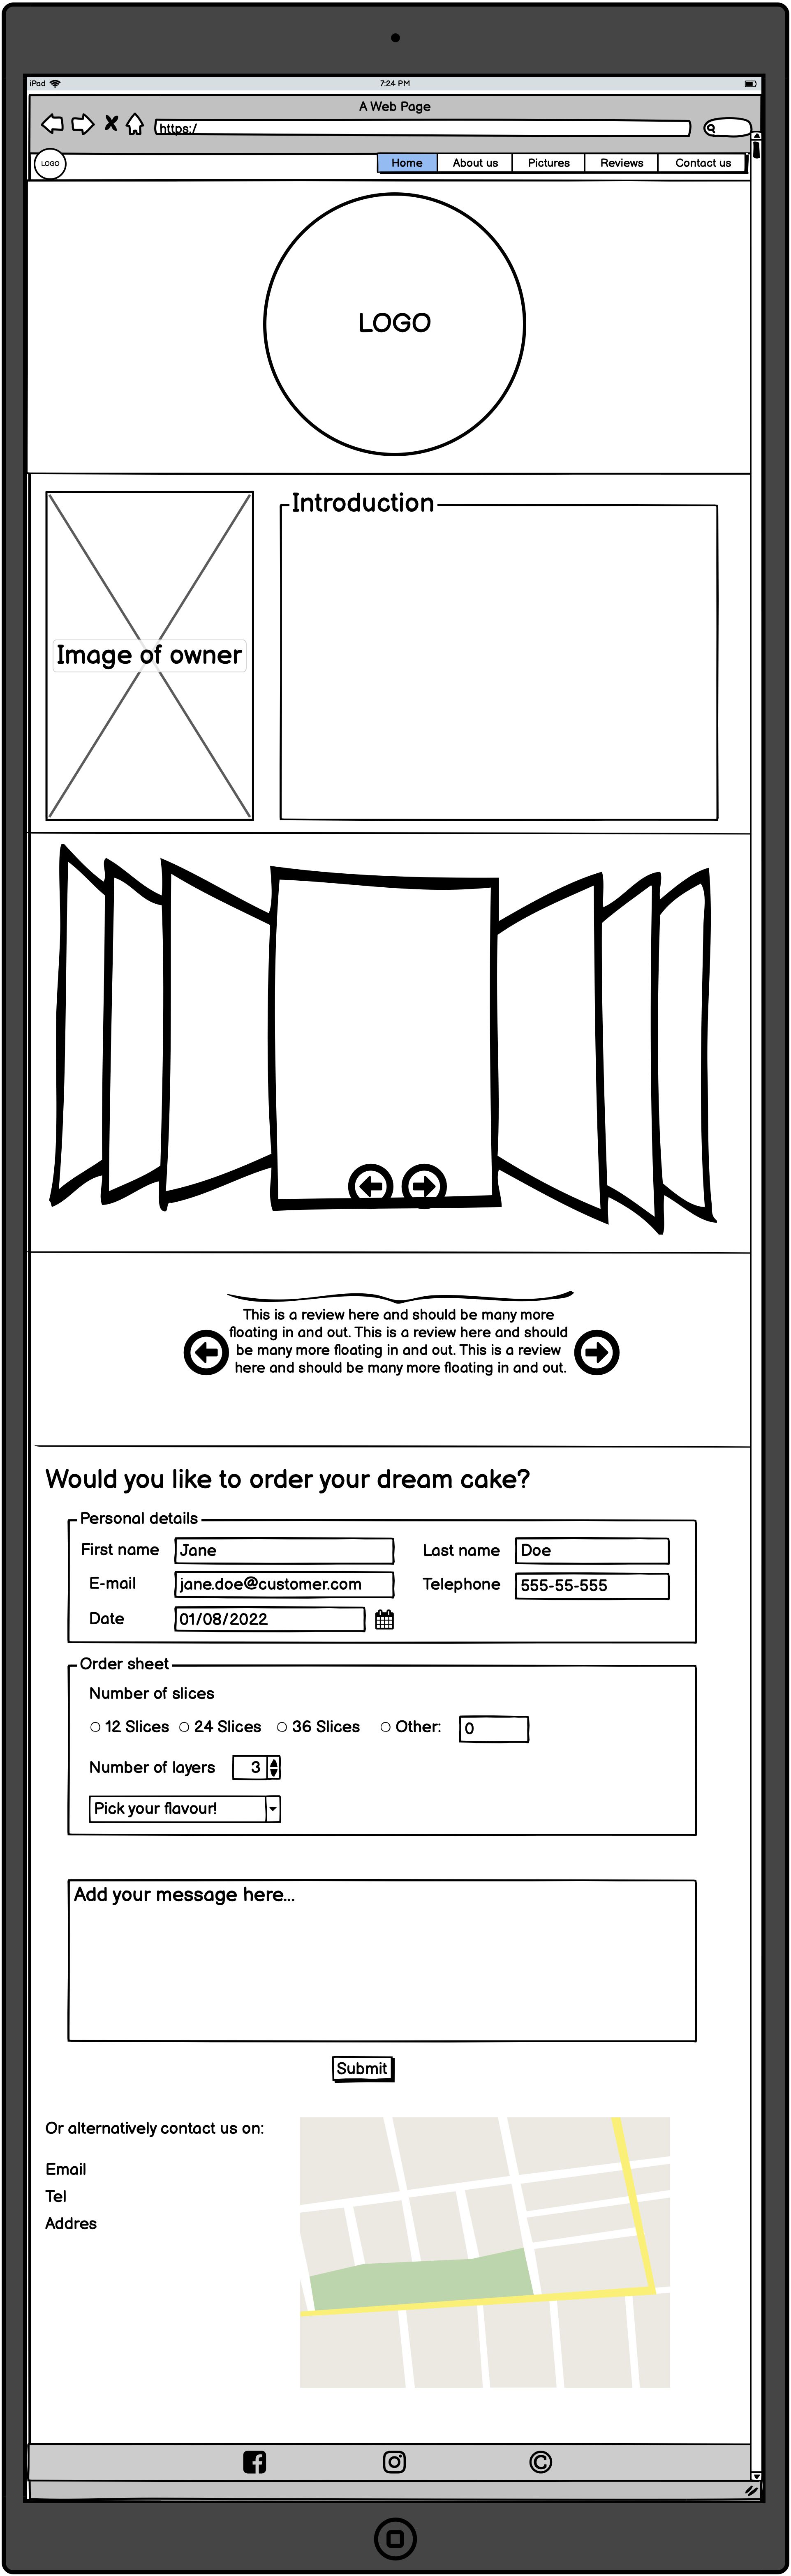 iPad 7:24 PM
A Web Page
https:/
LOGO Home About us Pictures Reviews Contact us
LOGO
Introduction
Image of owner
This is a review here and should be many more
floating in and out. This is a review here and should
be many more floating in and out. This is a review
here and should be many more floating in and out.
Would you like to order your dream cake?
Personal details
First name Jane Last name Doe
E-mail jane.doe@customer.com Telephone 555-55-555
Date 01/08/2022
Order sheet
Number of slices
12 Slices 24 Slices 36 Slices Other: 0
Number of layers 3
Pick your flavour!
Add your message here...
Submit
Or alternatively contact us on:
Email
Tel
Addres
©